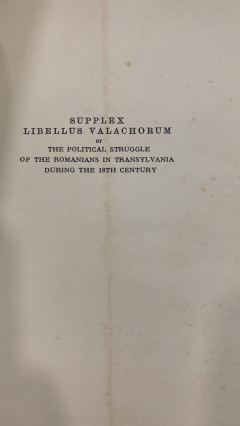 SUPPLEX
LIBELLUS VALACHORUM
or
THE POLITICAL STRUGGLE
OF THE ROMANIANS IN TRANSYLVANIA
DURING THE 18TH CENTURY